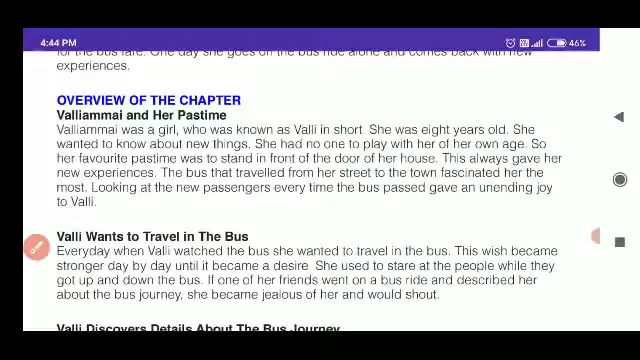 4:44 PM
46%
for the bus fare. One day she goes on the bus ride alone and comes back with new
experiences.
OVERVIEW OF THE CHAPTER
Valliammai and Her Pastime
Valliammai was a girl, who was known as Valli in short. She was eight years old. She
wanted to know about new things. She had no one to play with her of her own age. So
her favourite pastime was to stand in front of the door of her house. This always gave her
new experiences. The bus that travelled from her street to the town fascinated her the
most. Looking at the new passengers every time the bus passed gave an unending joy
to Valli.
Valli Wants to Travel in The Bus
Everyday when Valli watched the bus she wanted to travel in the bus. This wish became
stronger day by day until it became a desire. She used to stare at the people while they
got up and down the bus. If one of her friends went on a bus ride and described her
about the bus journey, she became jealous of her and would shout.
Valli Discovers Details About The Bus Journey